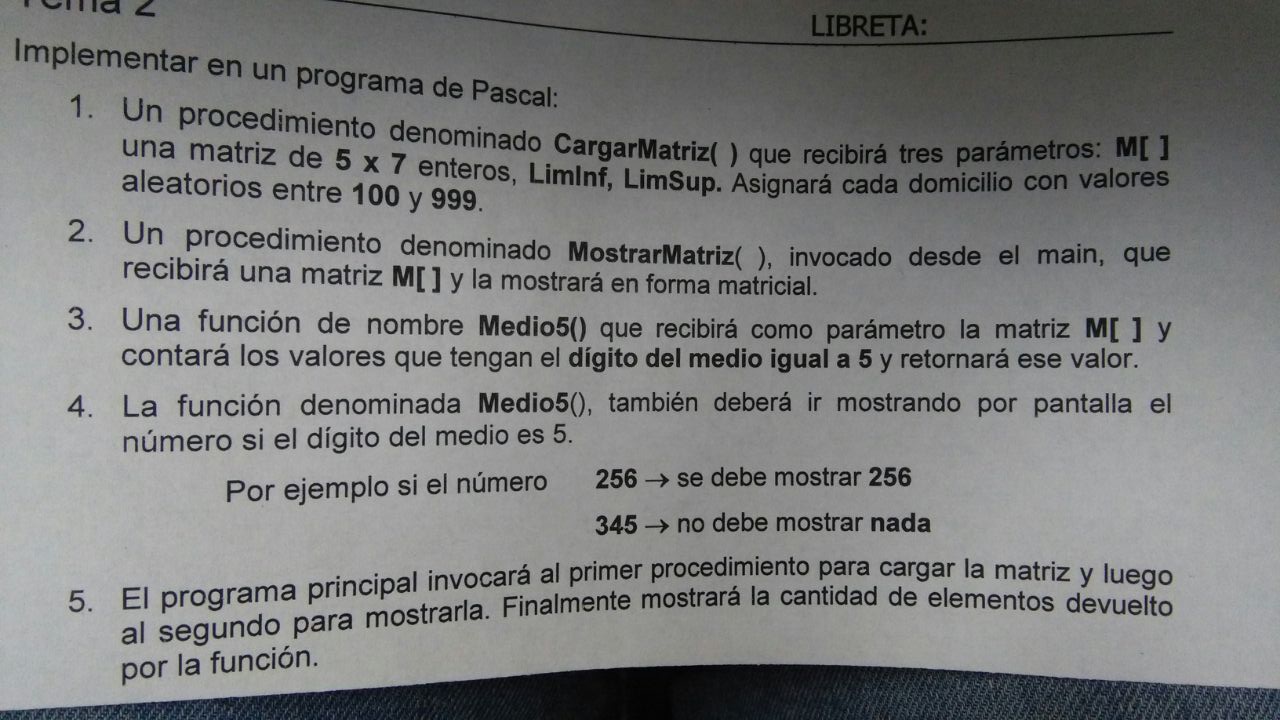 Tema 2
LIBRETA:
Implementar en un programa de Pascal:
1. Un procedimiento denominado CargarMatriz( ) que recibirá tres parámetros: M[ ]
una matriz de 5 x 7 enteros, LimInf, LimSup. Asignará cada domicilio con valores
aleatorios entre 100 y 999.
2. Un procedimiento denominado MostrarMatriz( ), invocado desde el main, que
recibirá una matriz M[ ] y la mostrará en forma matricial.
3. Una función de nombre Medio5() que recibirá como parámetro la matriz M[ ] y
contará los valores que tengan el dígito del medio igual a 5 y retornará ese valor.
4. La función denominada Medio5(), también deberá ir mostrando por pantalla el
número si el dígito del medio es 5.
Por ejemplo si el número 256 → se debe mostrar 256
345 → no debe mostrar nada
5. El programa principal invocará al primer procedimiento para cargar la matriz y luego
al segundo para mostrarla. Finalmente mostrará la cantidad de elementos devuelto
por la función.